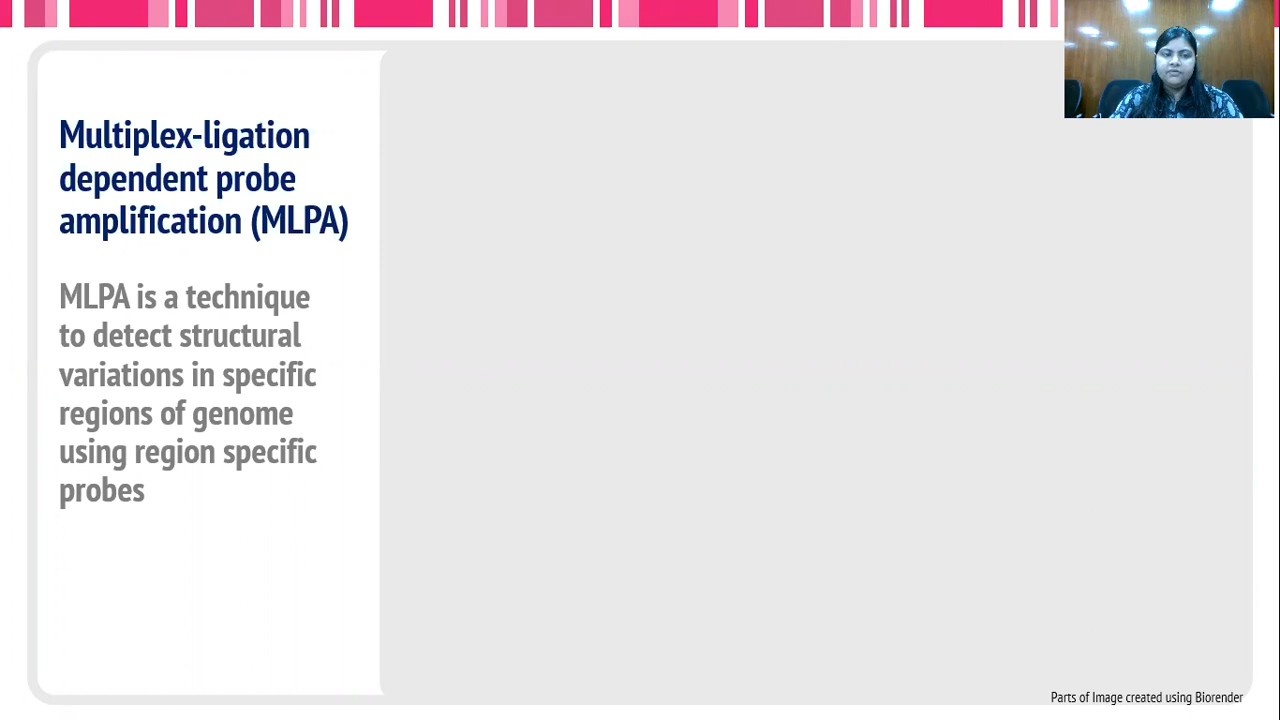 Multiplex-ligation
dependent probe
amplification (MLPA)
MLPA is a technique
to detect structural
variations in specific
regions of genome
using region specific
probes
Parts of Image created using Biorender